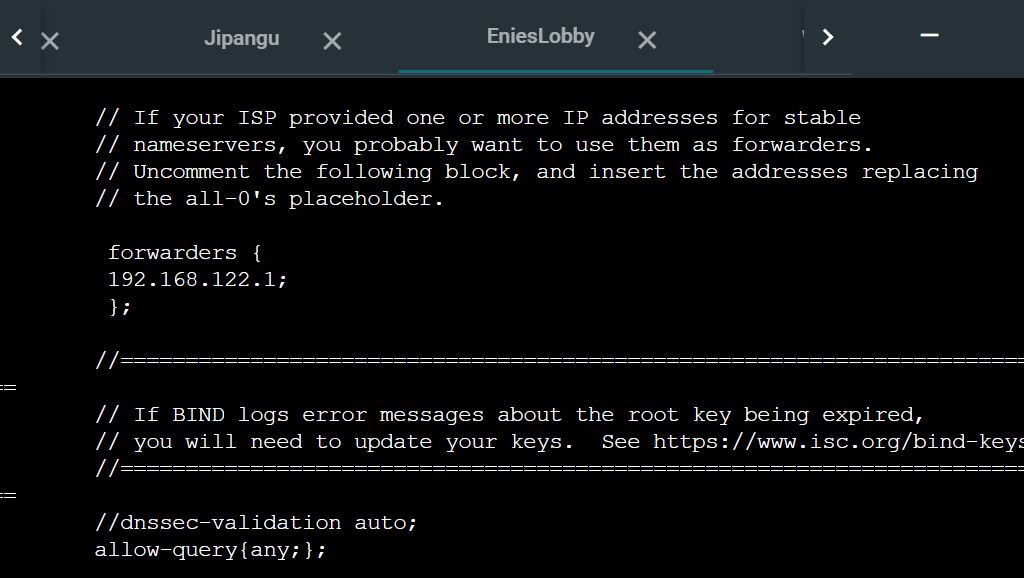 Jipangu EniesLobby
// If your ISP provided one or more IP addresses for stable
// nameservers, you probably want to use them as forwarders.
// Uncomment the following block, and insert the addresses replacing
// the all-0's placeholder.
forwarders {
192.168.122.1;
};
//======================================================================
==
// If BIND logs error messages about the root key being expired,
// you will need to update your keys.  See https://www.isc.org/bind-keys
//======================================================================
==
//dnssec-validation auto;
allow-query{any;};